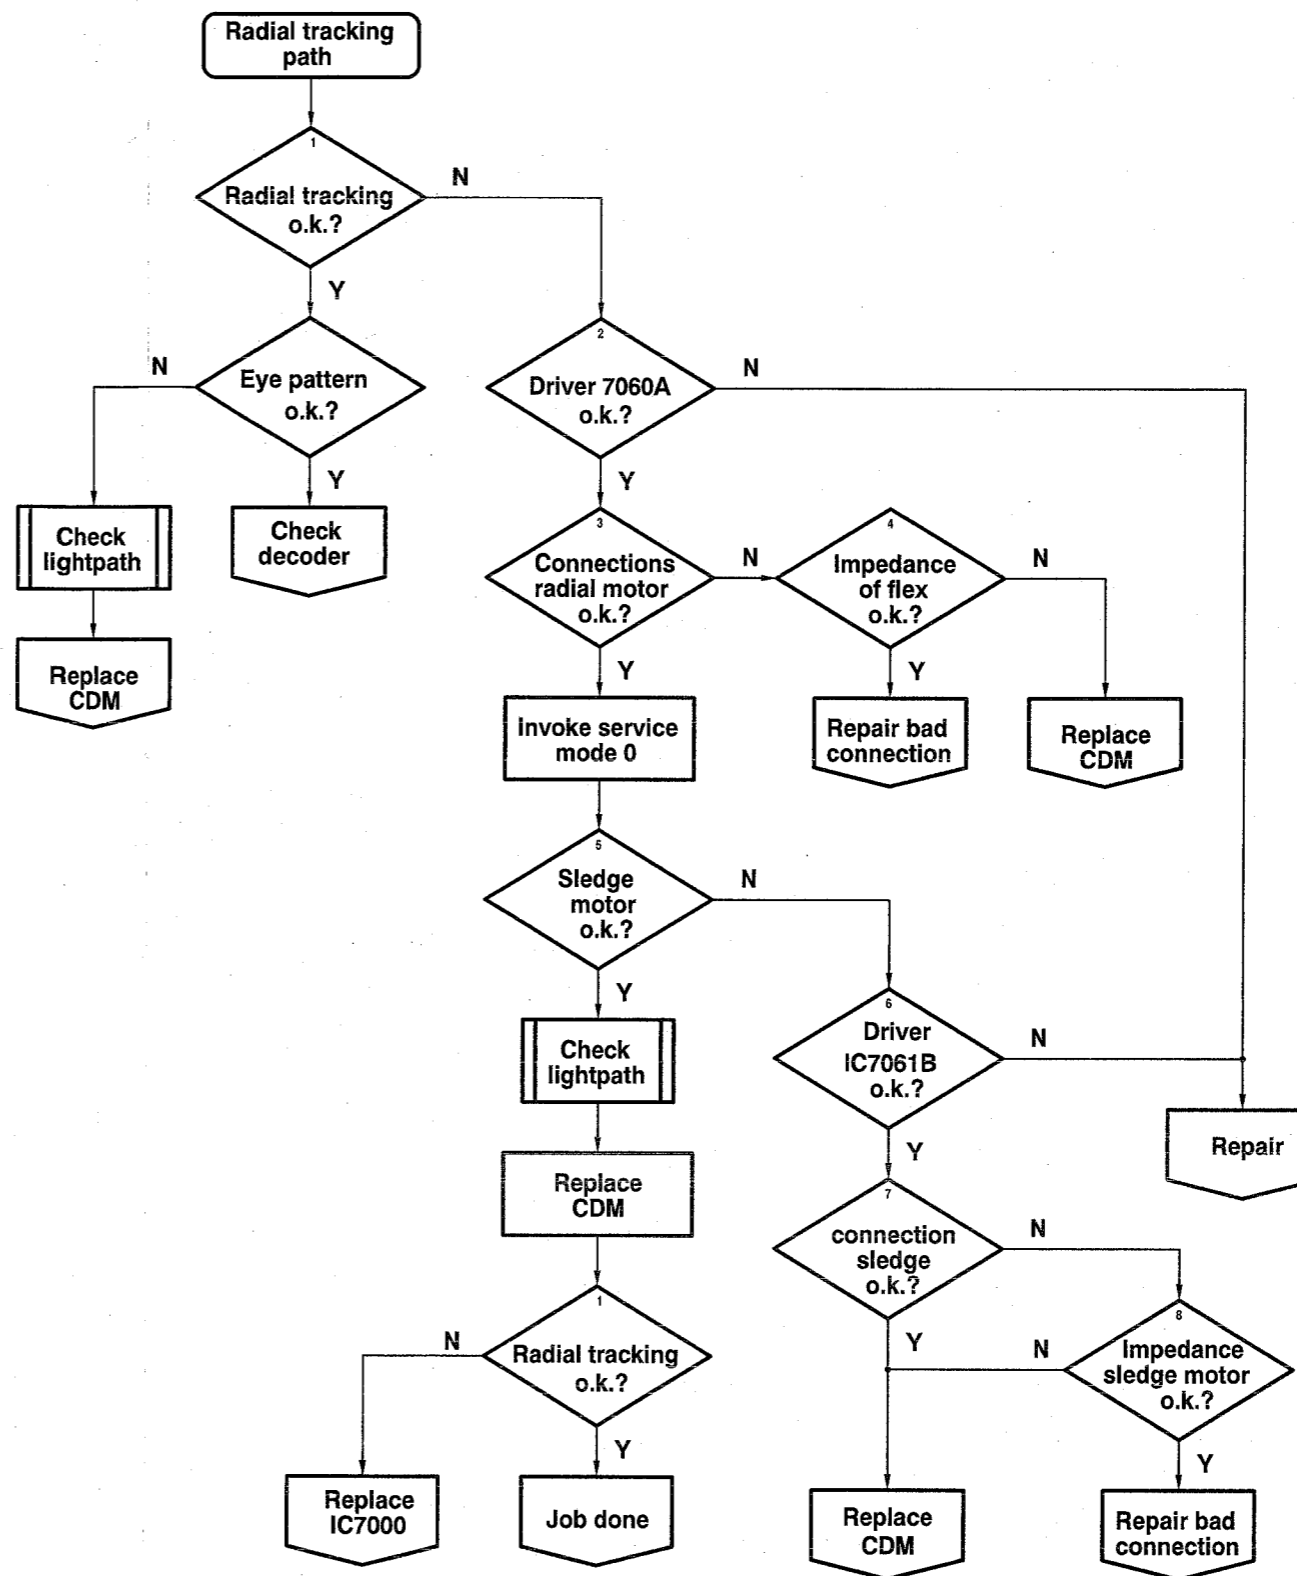 Radial tracking
path
1
Radial tracking
o.k.?
N
Y
Eye pattern
o.k.?
N
Y
2
Driver 7060A
o.k.?
N
Y
Check
lightpath
Check
decoder
3
Connections
radial motor
o.k.?
N
Y
4
Impedance
of flex
o.k.?
N
Y
Replace
CDM
Invoke service
mode 0
Repair bad
connection
Replace
CDM
5
Sledge
motor
o.k.?
N
Y
6
Driver
IC7061B
o.k.?
N
Y
Check
lightpath
Repair
Replace
CDM
7
connection
sledge
o.k.?
N
Y
1
Radial tracking
o.k.?
N
Y
8
Impedance
sledge motor
o.k.?
N
Y
Replace
IC7000
Job done
Replace
CDM
Repair bad
connection